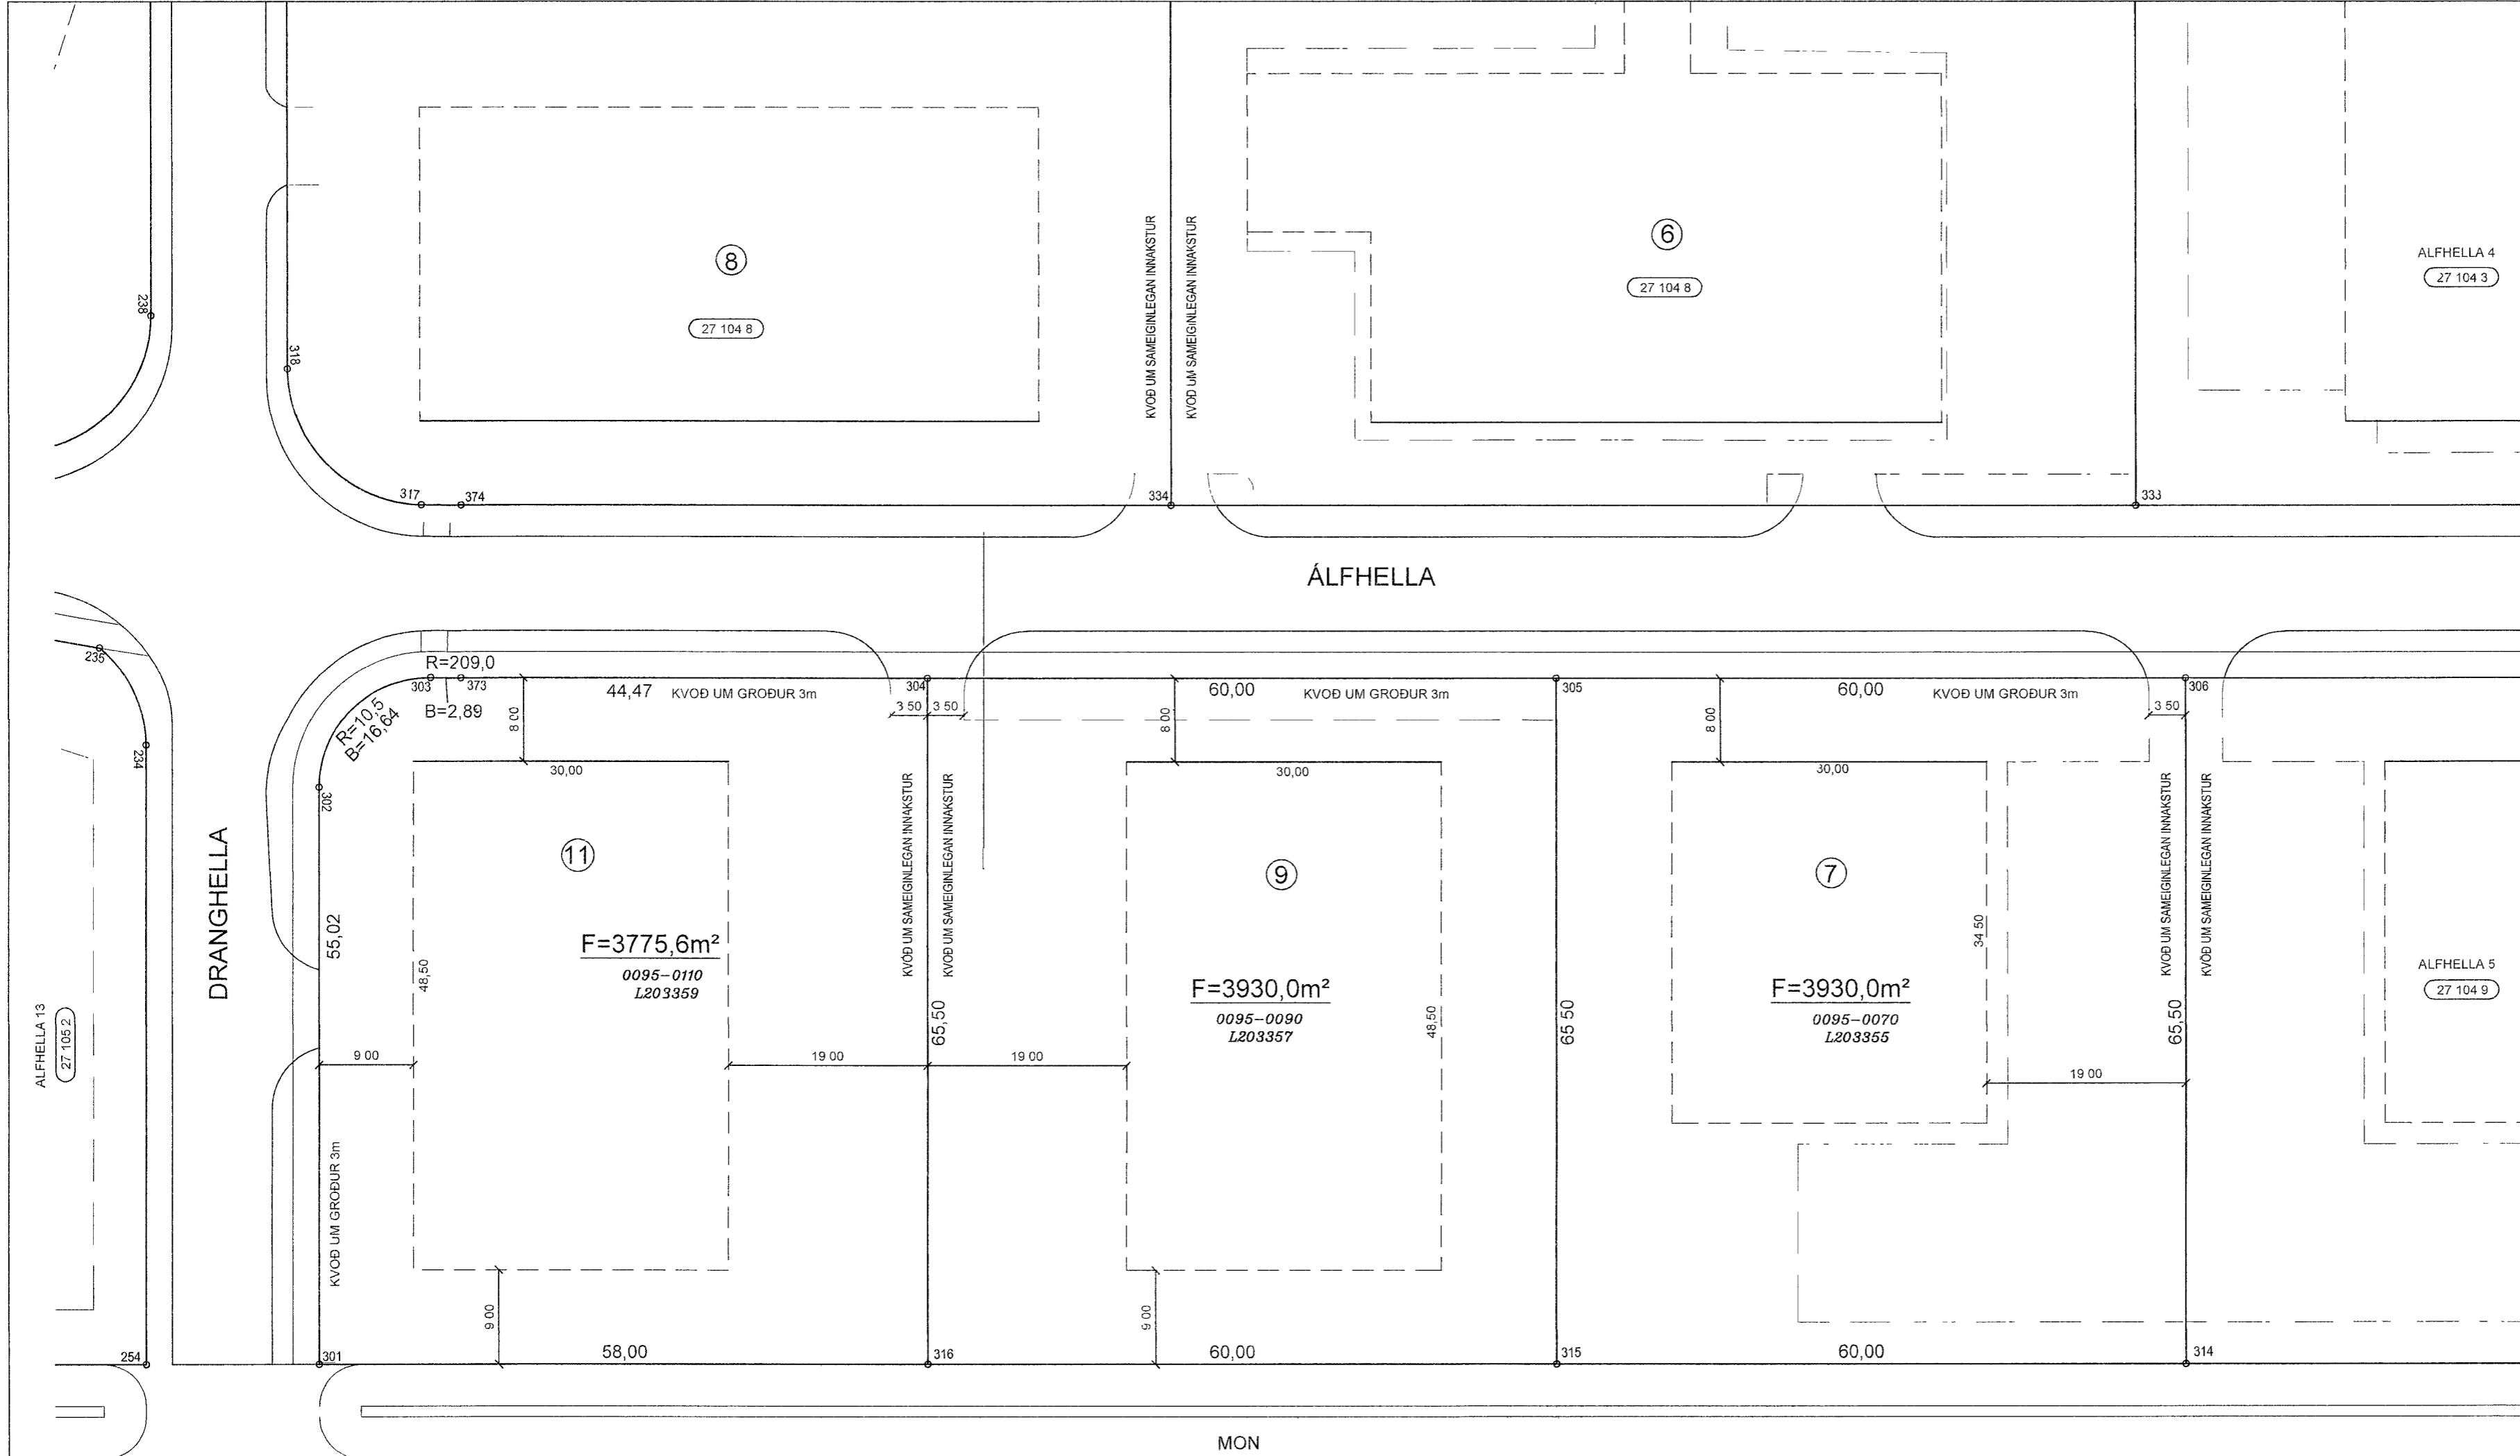 8
27 104 8
6
27 104 8
ALFHELLA 4
27 104 3
KVOÐ UM SAMEIGINLEGAN INNAKSTUR
KVOÐ UM SAMEIGINLEGAN INNAKSTUR
238
318
317
374
334
333
ÁLFHELLA
235
234
R=209,0
303
373
B=2,89
R=10,5
B=16,64
302
44,47
KVOÐ UM GROÐUR 3m
304
3 50
3 50
60,00
KVOÐ UM GROÐUR 3m
305
60,00
KVOÐ UM GROÐUR 3m
306
3 50
8 00
8 00
8 00
30,00
30,00
30,00
DRANGHELLA
11
F=3775,6m²
0095-0110
L203359
55,02
48,50
KVOÐ UM SAMEIGINLEGAN INNAKSTUR
KVOÐ UM SAMEIGINLEGAN INNAKSTUR
65,50
9
F=3930,0m²
0095-0090
L203357
48,50
65 50
7
F=3930,0m²
0095-0070
L203355
34 50
KVOÐ UM SAMEIGINLEGAN INNAKSTUR
KVOÐ UM SAMEIGINLEGAN INNAKSTUR
65,50
ALFHELLA 5
27 104 9
ALFHELLA 13
27 105 2
9 00
19 00
19 00
19 00
KVOÐ UM GROÐUR 3m
9 00
9 00
254
301
58,00
316
60,00
315
60,00
314
MON